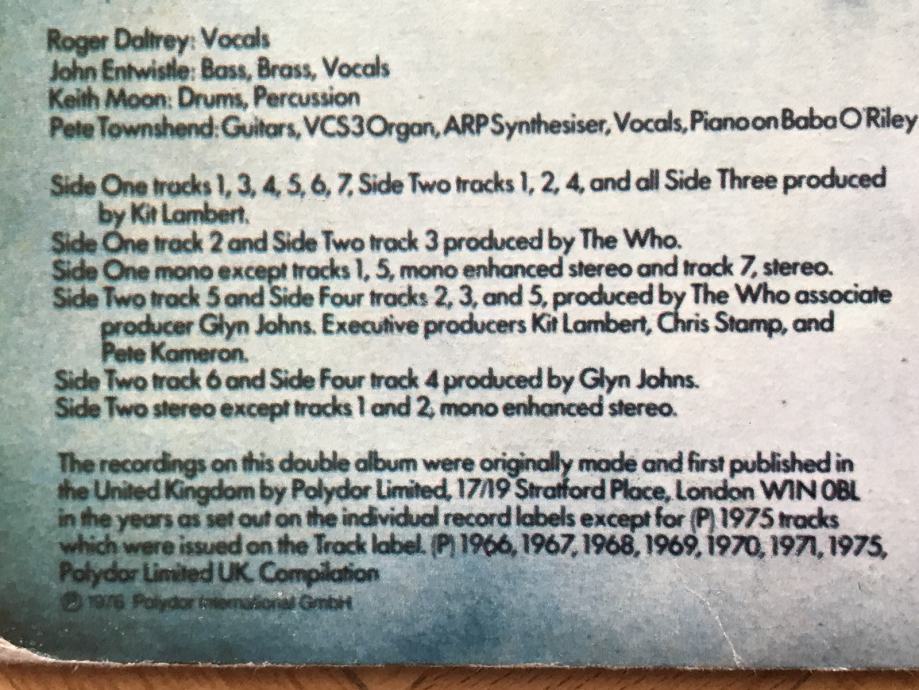 Roger Daltrey: Vocals
John Entwistle: Bass, Brass, Vocals
Keith Moon: Drums, Percussion
Pete Townshend: Guitars, VCS3 Organ, ARP Synthesiser, Vocals, Piano on Baba O'Riley
Side One tracks 1, 3, 4, 5, 6, 7, Side Two tracks 1, 2, 4, and all Side Three produced
by Kit Lambert.
Side One track 2 and Side Two track 3 produced by The Who.
Side One mono except tracks 1, 5, mono enhanced stereo and track 7, stereo.
Side Two track 5 and Side Four tracks 2, 3, and 5, produced by The Who associate
producer Glyn Johns. Executive producers Kit Lambert, Chris Stamp, and
Pete Kameron.
Side Two track 6 and Side Four track 4 produced by Glyn Johns.
Side Two stereo except tracks 1 and 2, mono enhanced stereo.
The recordings on this double album were originally made and first published in
the United Kingdom by Polydor Limited, 17/19 Stratford Place, London W1N 0BL
in the years as set out on the individual record labels except for (P) 1975 tracks
which were issued on the Track label. (P) 1966, 1967, 1968, 1969, 1970, 1971, 1975,
Polydor Limited UK. Compilation
℗ 1976 Polydor International GmbH